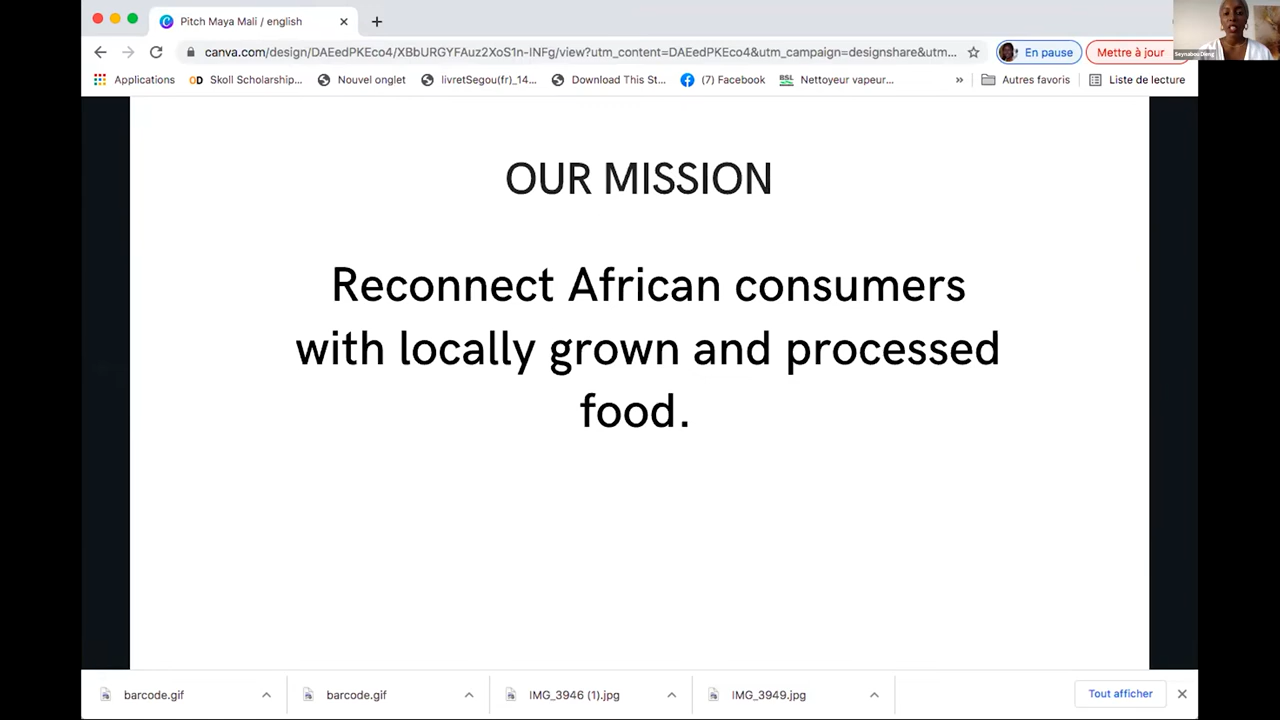 Pitch Maya Mali / english
canva.com/design/DAEedPKEco4/XBbURGYFAuz2XoS1n-INFg/view?utm_content=DAEedPKEco4&utm_campaign=designshare&utm...
En pause
Mettre à jour
Seynabou Dieng
Applications
OD Skoll Scholarship...
Nouvel onglet
livretSegou(fr)_14...
Download This St...
(7) Facebook
BSL Nettoyeur vapeur...
»
Autres favoris
Liste de lecture
OUR MISSION
Reconnect African consumers
with locally grown and processed
food.
barcode.gif
barcode.gif
IMG_3946 (1).jpg
IMG_3949.jpg
Tout afficher